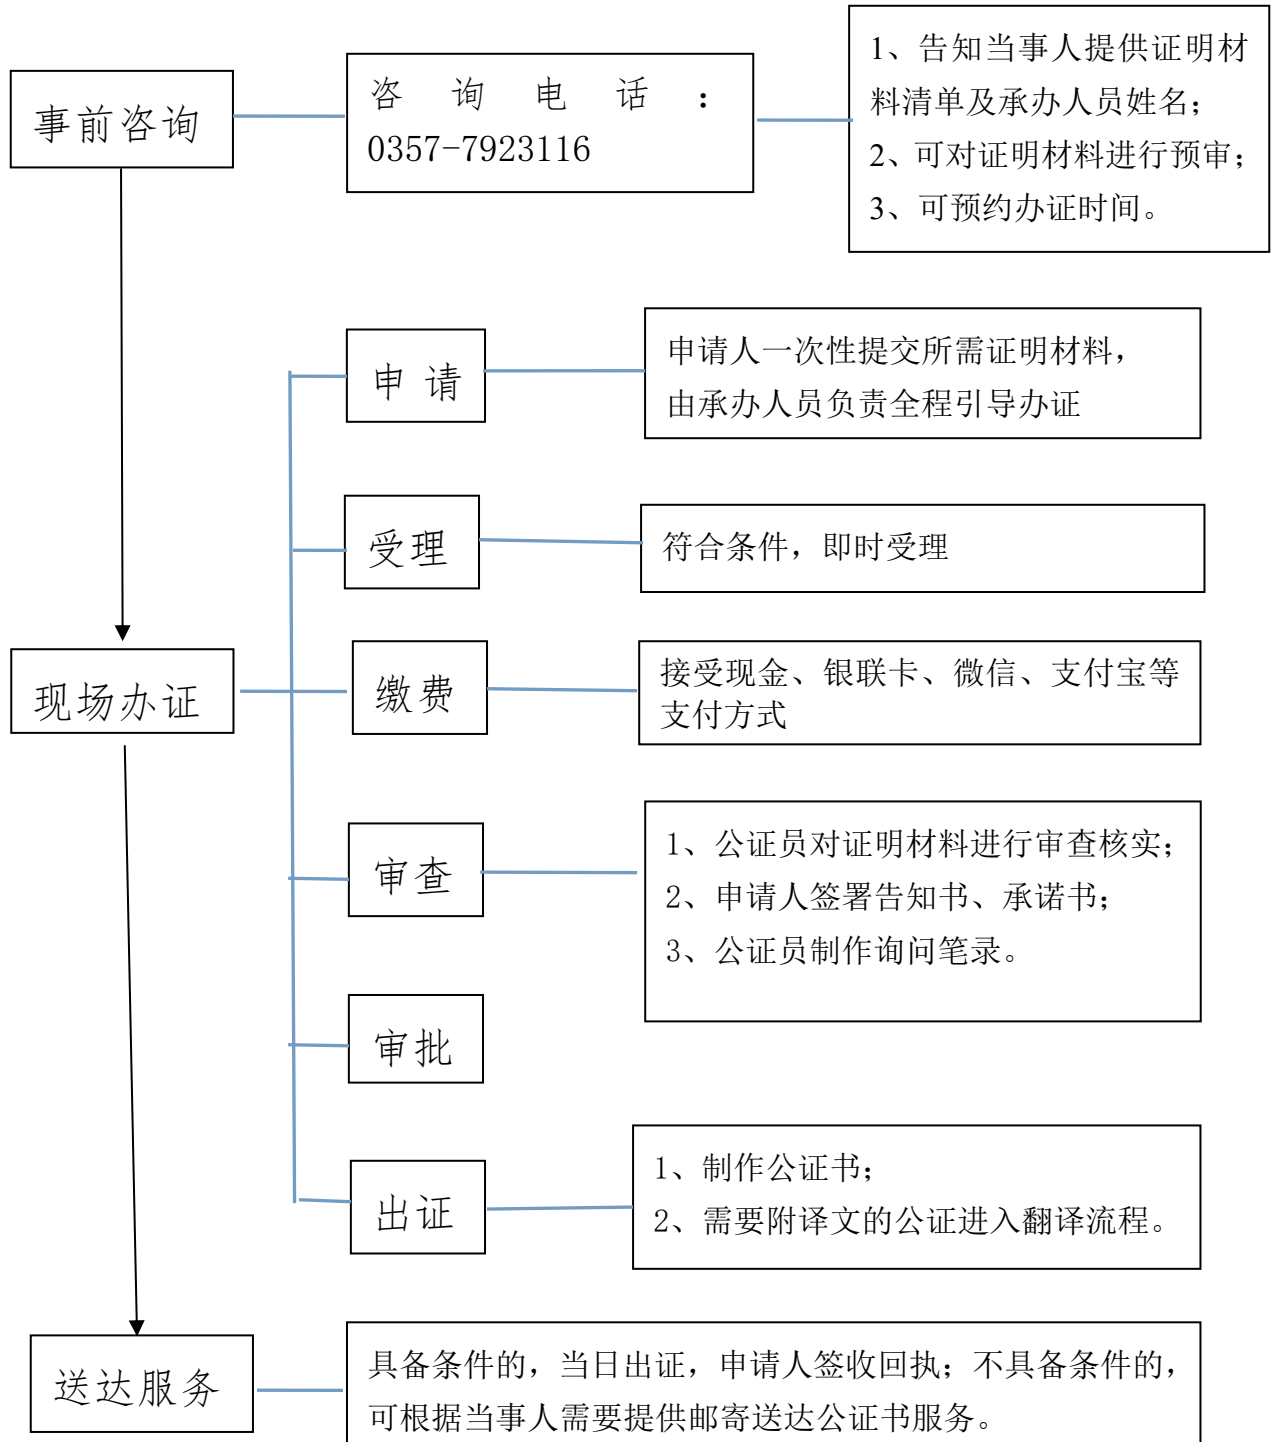 事前咨询
咨询电话：
0357-7923116
1、告知当事人提供证明材
料清单及承办人员姓名；
2、可对证明材料进行预审；
3、可预约办证时间。
申请
申请人一次性提交所需证明材料，
由承办人员负责全程引导办证
受理
符合条件，即时受理
现场办证
缴费
接受现金、银联卡、微信、支付宝等
支付方式
审查
1、公证员对证明材料进行审查核实；
2、申请人签署告知书、承诺书；
3、公证员制作询问笔录。
审批
出证
1、制作公证书；
2、需要附译文的公证进入翻译流程。
送达服务
具备条件的，当日出证，申请人签收回执；不具备条件的，
可根据当事人需要提供邮寄送达公证书服务。